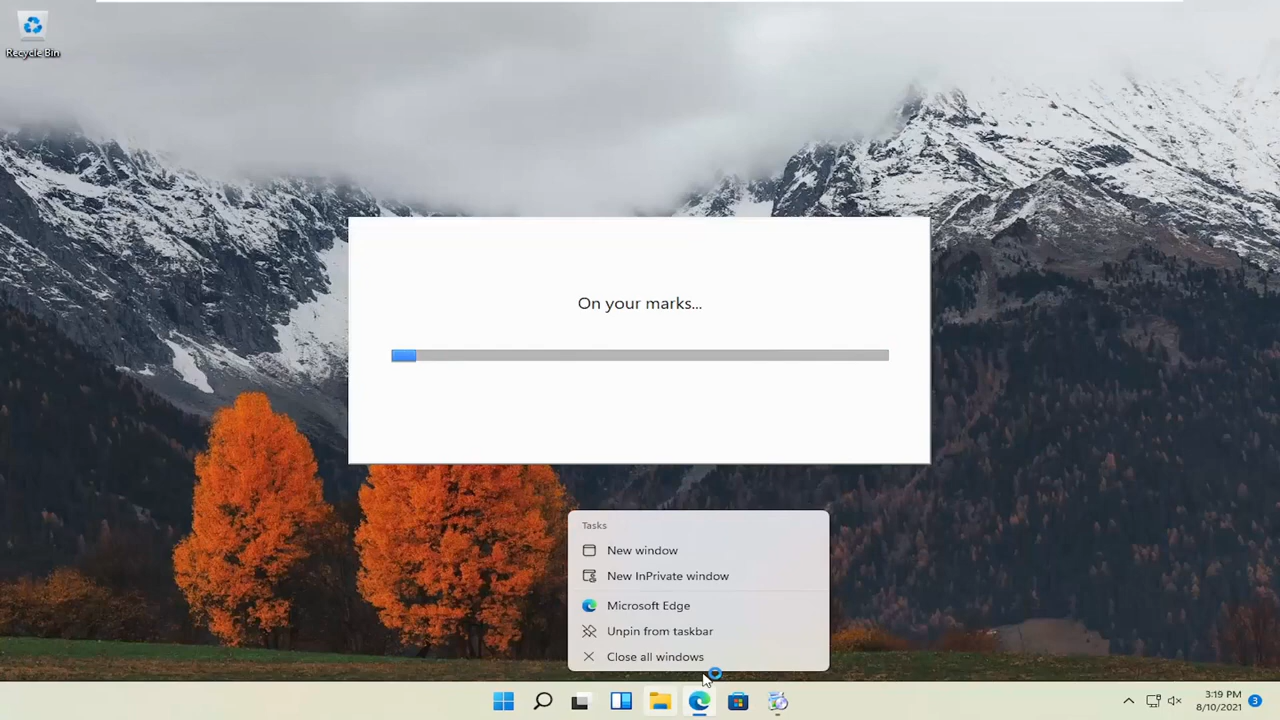 Recycle Bin
On your marks...
Tasks
New window
New InPrivate window
Microsoft Edge
Unpin from taskbar
Close all windows
3:19 PM
8/10/2021
3